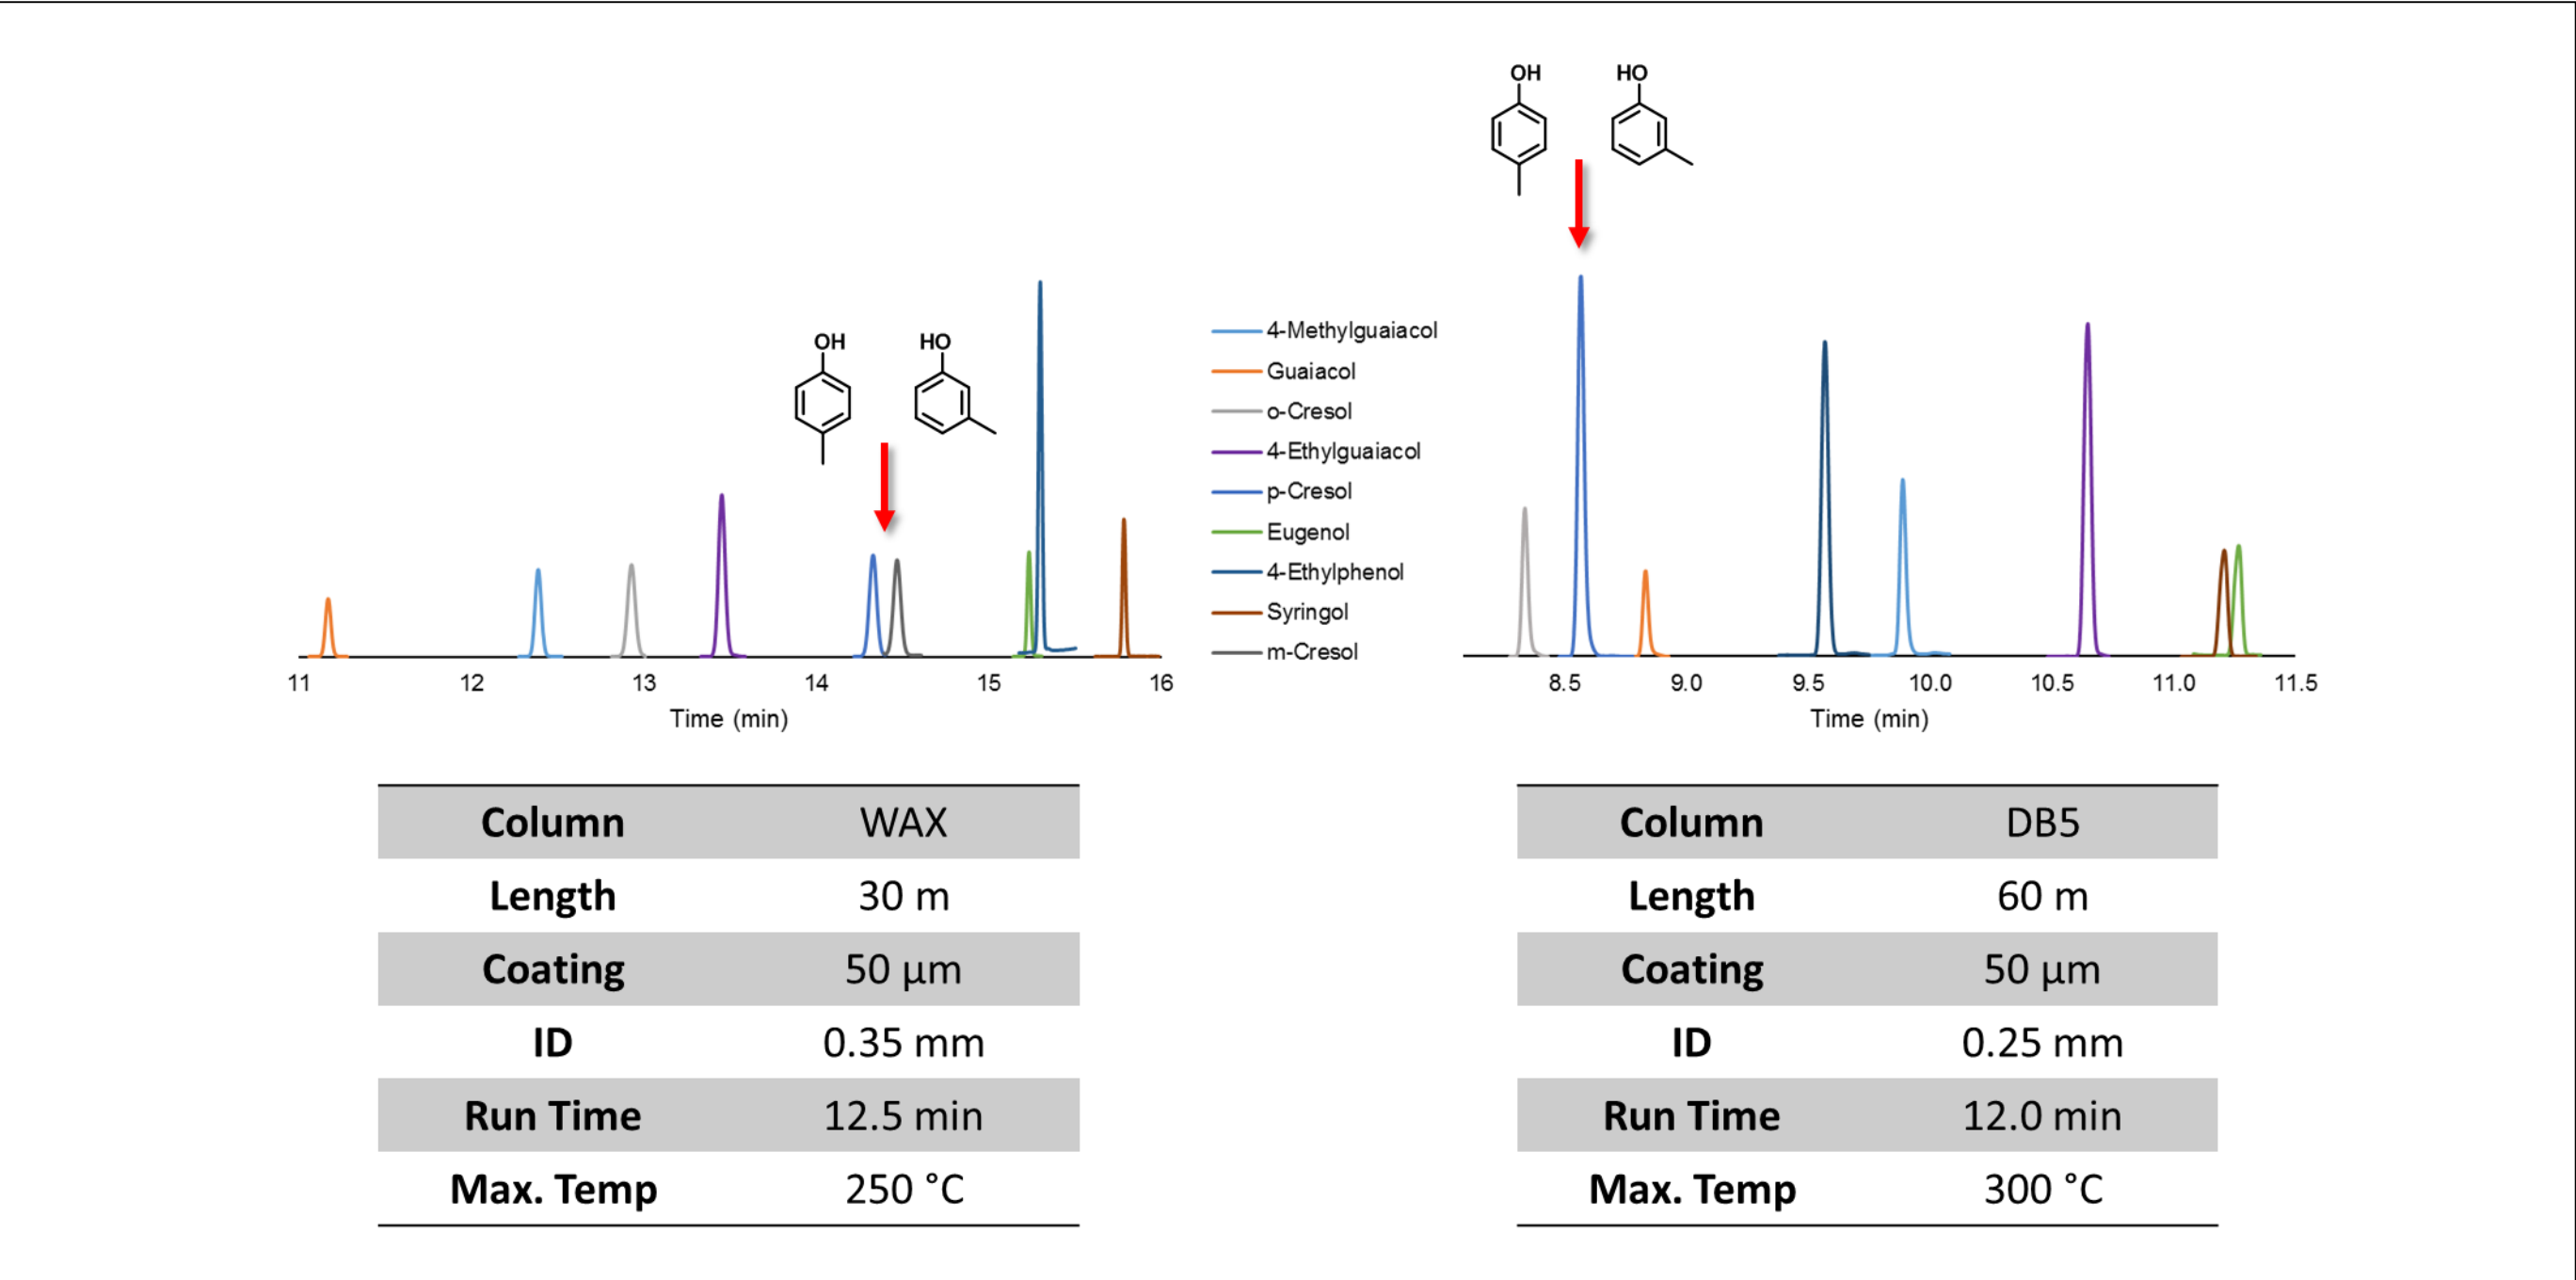 OH HO
OH HO
4-Methylguaiacol
Guaiacol
o-Cresol
4-Ethylguaiacol
p-Cresol
Eugenol
4-Ethylphenol
Syringol
m-Cresol
11 12 13 14 15 16
Time (min)
8.5 9.0 9.5 10.0 10.5 11.0 11.5
Time (min)
Column WAX
Length 30 m
Coating 50 µm
ID 0.35 mm
Run Time 12.5 min
Max. Temp 250 °C
Column DB5
Length 60 m
Coating 50 µm
ID 0.25 mm
Run Time 12.0 min
Max. Temp 300 °C